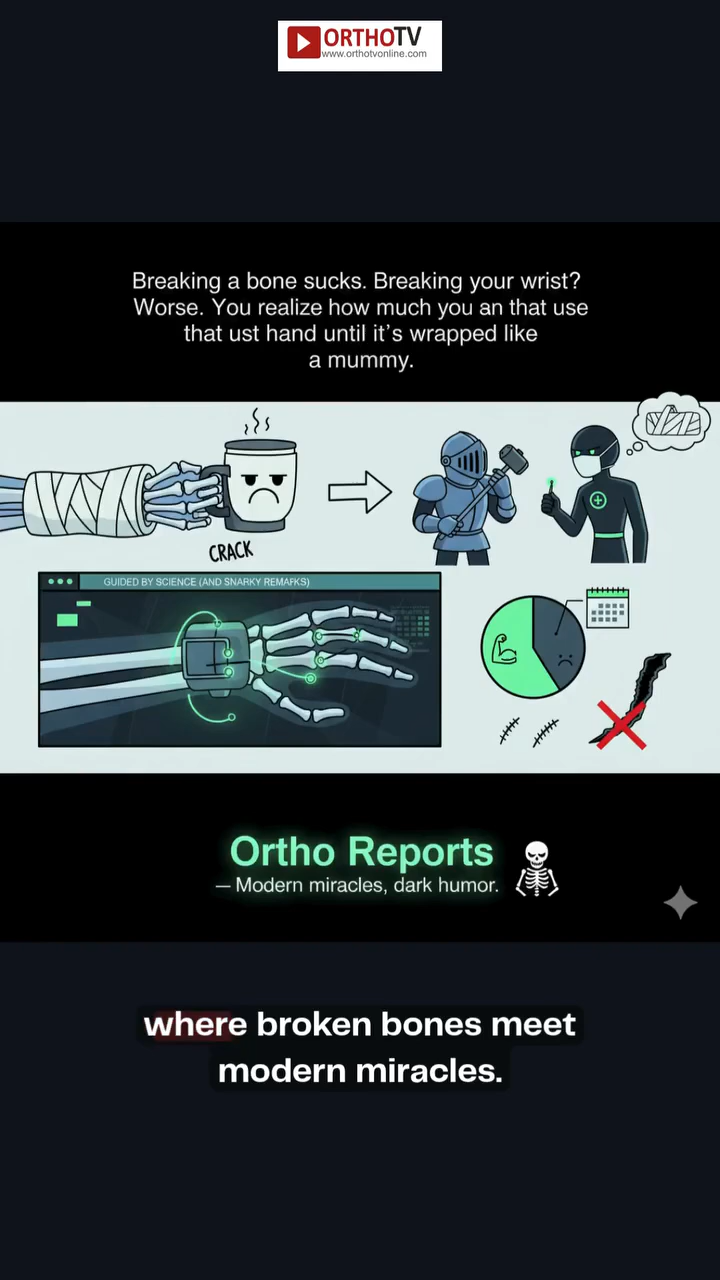 ORTHOTV
www.orthotvonline.com
Breaking a bone sucks. Breaking your wrist?
Worse. You realize how much you an that use
that ust hand until it's wrapped like
a mummy.
CRACK
GUIDED BY SCIENCE (AND SNARKY REMAFKS)
Ortho Reports
— Modern miracles, dark humor.
where broken bones meet
modern miracles.